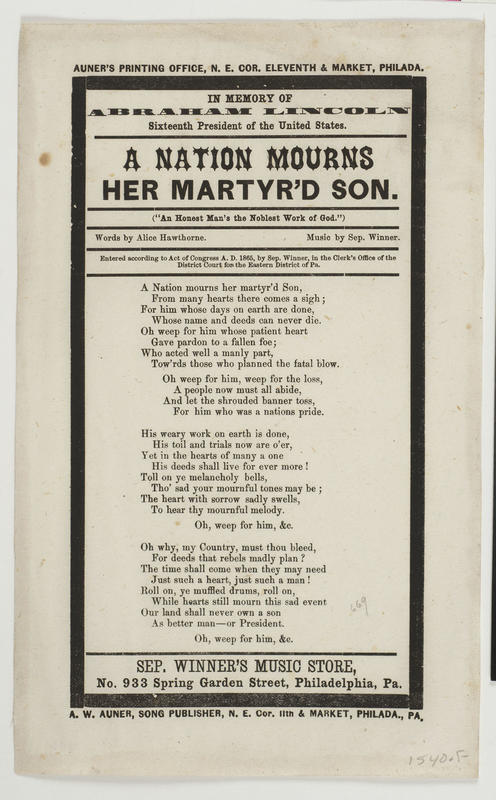 AUNER'S PRINTING OFFICE, N. E. COR. ELEVENTH & MARKET, PHILADA.
IN MEMORY OF
ABRAHAM LINCOLN
Sixteenth President of the United States.
A NATION MOURNS
HER MARTYR'D SON.
("An Honest Man's the Noblest Work of God.")
Words by Alice Hawthorne. Music by Sep. Winner.
Entered according to Act of Congress A. D. 1865, by Sep. Winner, in the Clerk's Office of the
District Court for the Eastern District of Pa.
A Nation mourns her martyr'd Son,
From many hearts there comes a sigh;
For him whose days on earth are done,
Whose name and deeds can never die.
Oh weep for him whose patient heart
Gave pardon to a fallen foe;
Who acted well a manly part,
Tow'rds those who planned the fatal blow.
Oh weep for him, weep for the loss,
A people now must all abide,
And let the shrouded banner toss,
For him who was a nations pride.
His weary work on earth is done,
His toil and trials now are o'er,
Yet in the hearts of many a one
His deeds shall live for ever more!
Toll on ye melancholy bells,
Tho' sad your mournful tones may be;
The heart with sorrow sadly swells,
To hear thy mournful melody.
Oh, weep for him, &c.
Oh why, my Country, must thou bleed,
For deeds that rebels madly plan?
The time shall come when they may need
Just such a heart, just such a man!
Roll on, ye muffled drums, roll on,
While hearts still mourn this sad event
Our land shall never own a son
As better man—or President.
Oh, weep for him, &c.
669
SEP. WINNER'S MUSIC STORE,
No. 933 Spring Garden Street, Philadelphia, Pa.
A. W. AUNER, SONG PUBLISHER, N. E. Cor. 11th & MARKET, PHILADA., PA.